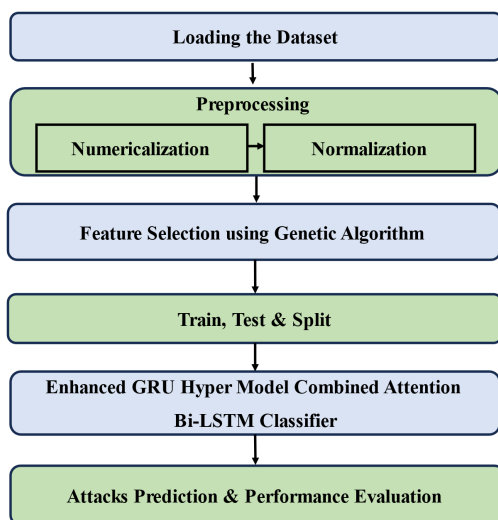 Loading the Dataset
Preprocessing
Numericalization
Normalization
Feature Selection using Genetic Algorithm
Train, Test & Split
Enhanced GRU Hyper Model Combined Attention
Bi-LSTM Classifier
Attacks Prediction & Performance Evaluation